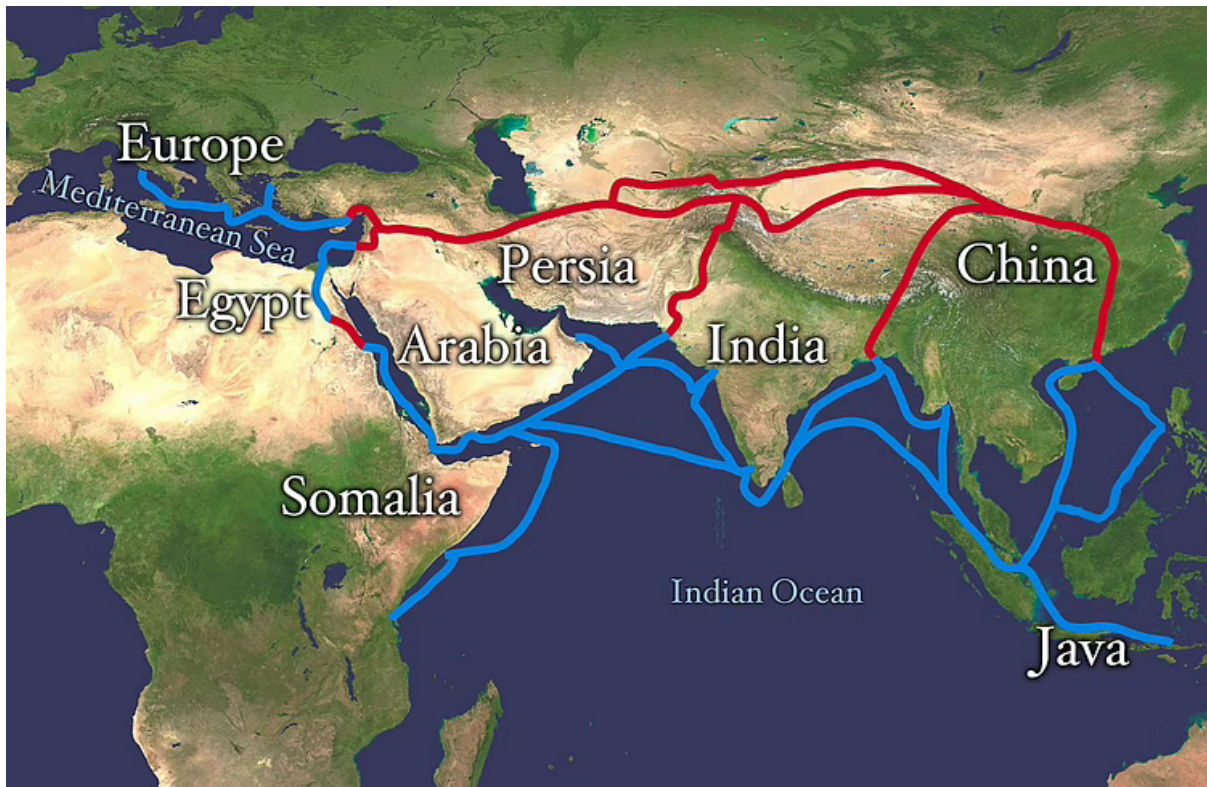 Europe
Mediterranean Sea
Egypt
Persia
China
Arabia
India
Somalia
Indian Ocean
Java